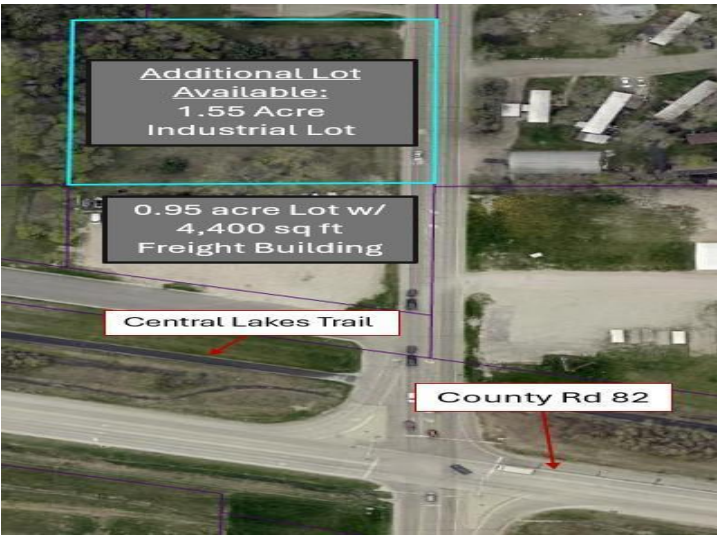 Additional Lot
Available:
1.55 Acre
Industrial Lot
0.95 acre Lot w/
4,400 sq ft
Freight Building
Central Lakes Trail
County Rd 82